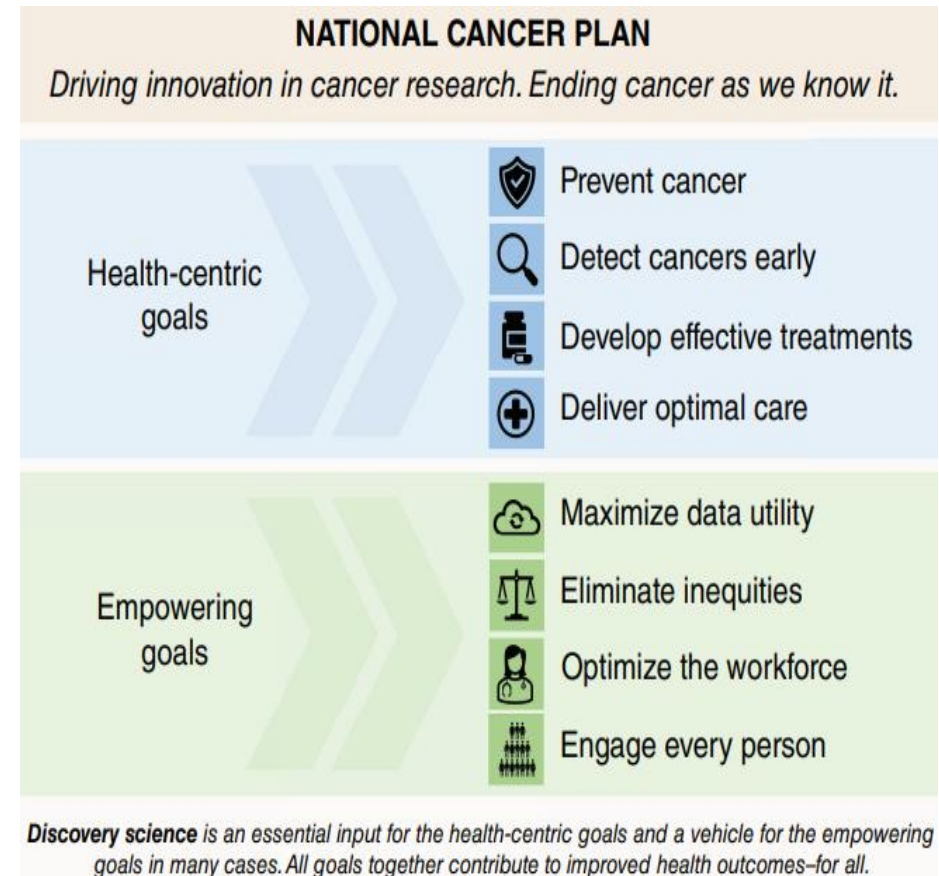 NATIONAL CANCER PLAN
Driving innovation in cancer research. Ending cancer as we know it.
Health-centric
goals
Prevent cancer
Detect cancers early
Develop effective treatments
Deliver optimal care
Empowering
goals
Maximize data utility
Eliminate inequities
Optimize the workforce
Engage every person
Discovery science is an essential input for the health-centric goals and a vehicle for the empowering
goals in many cases. All goals together contribute to improved health outcomes–for all.